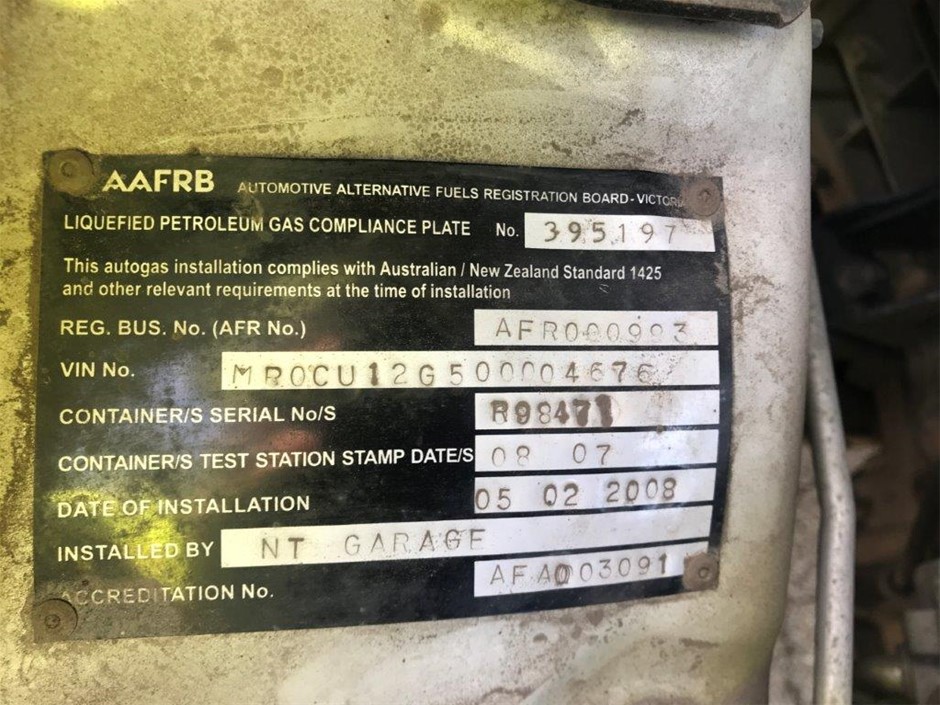 AAFRB AUTOMOTIVE ALTERNATIVE FUELS REGISTRATION BOARD - VICTORIA
LIQUEFIED PETROLEUM GAS COMPLIANCE PLATE No. 395197
This autogas installation complies with Australian / New Zealand Standard 1425
and other relevant requirements at the time of installation
REG. BUS. No. (AFR No.) AFR000993
VIN No. MR0CU12G500004676
CONTAINER/S SERIAL No/S R98471
CONTAINER/S TEST STATION STAMP DATE/S 08 07
DATE OF INSTALLATION 05 02 2008
INSTALLED BY NT GARAGE
ACCREDITATION No. AFA003091